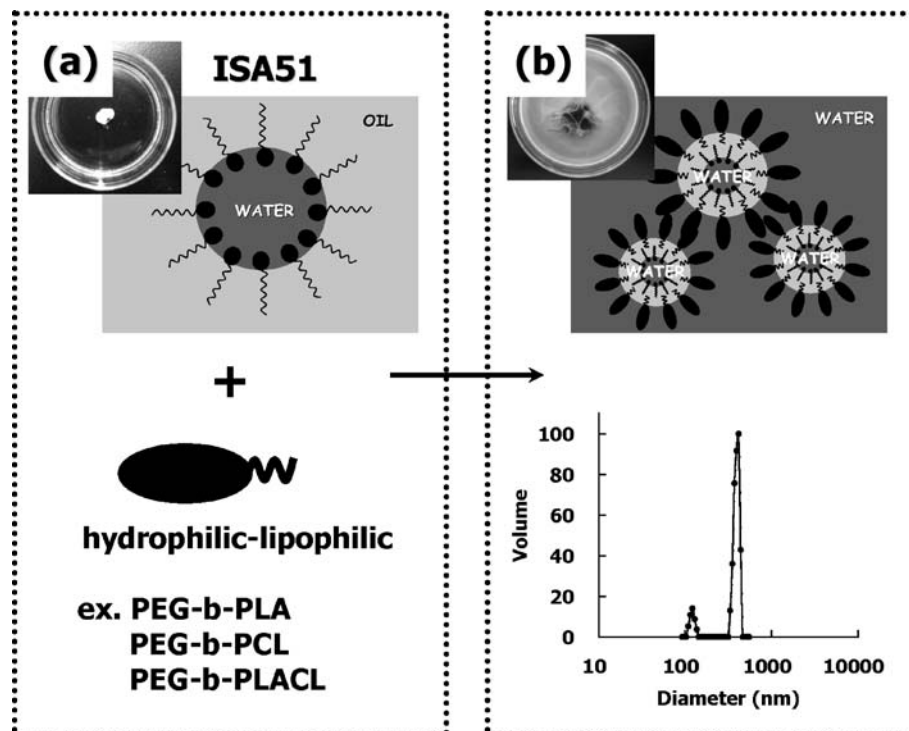 (a)
ISA51
OIL
WATER
+
hydrophilic-lipophilic
ex. PEG-b-PLA
PEG-b-PCL
PEG-b-PLACL
(b)
WATER
WATER
WATER
WATER
100
80
60
40
20
0
Volume
10 100 1000 10000
Diameter (nm)